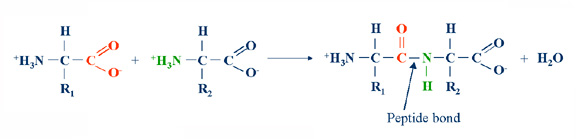 H O H O H O H O
⁺H₃N – C – C + ⁺H₃N – C – C → ⁺H₃N – C – C – N – C – C + H₂O
R₁ O⁻ R₂ O⁻ R₁ H R₂ O⁻
Peptide bond